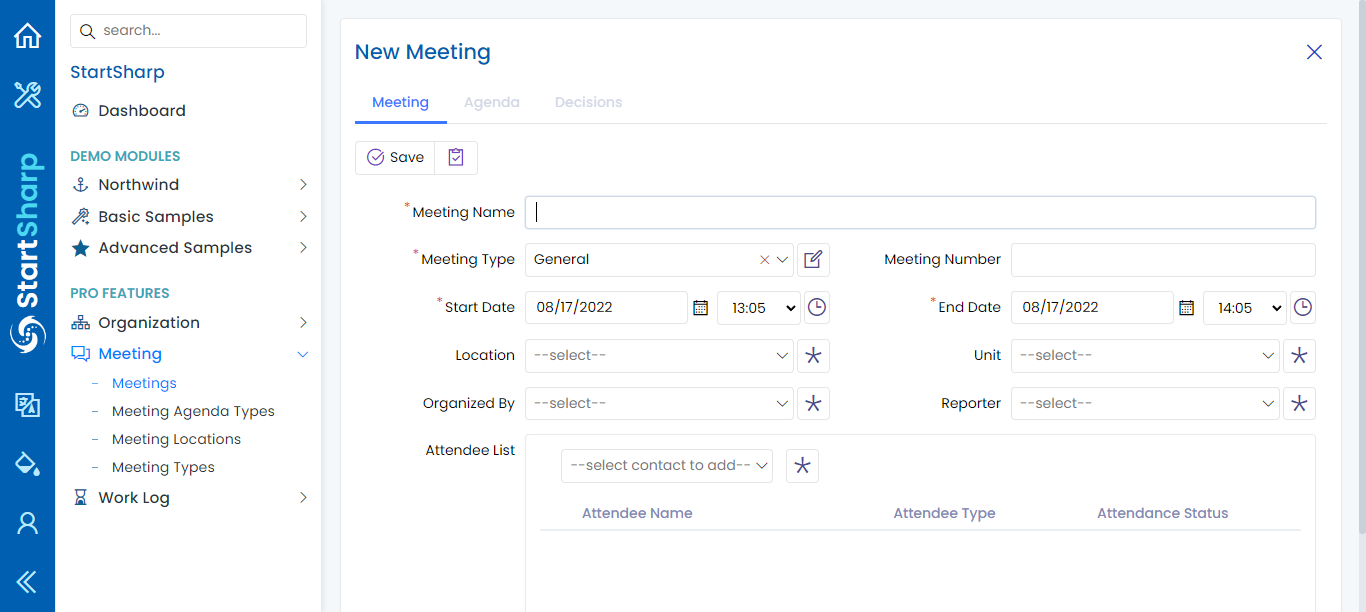 search...
StartSharp
Dashboard
DEMO MODULES
Northwind
Basic Samples
Advanced Samples
PRO FEATURES
Organization
Meeting
Meetings
Meeting Agenda Types
Meeting Locations
Meeting Types
Work Log
StartSharp
New Meeting
Meeting Agenda Decisions
Save
*Meeting Name
*Meeting Type General Meeting Number
*Start Date 08/17/2022 13:05 *End Date 08/17/2022 14:05
Location --select-- Unit --select--
Organized By --select-- Reporter --select--
Attendee List --select contact to add--
Attendee Name Attendee Type Attendance Status